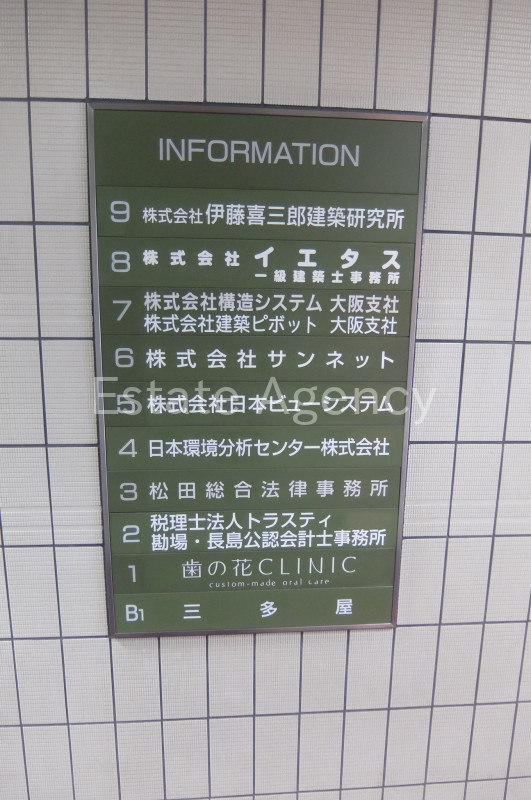 INFORMATION
9 株式会社 伊藤喜三郎建築研究所
8 株式会社 イエタス
一級建築士事務所
7 株式会社構造システム 大阪支社
株式会社建築ピボット 大阪支社
6 株式会社サンネット
5 株式会社日本ビューシステム
Estate Agency
4 日本環境分析センター株式会社
3 松田総合法律事務所
2 税理士法人トラスティ
勘場・長島公認会計士事務所
1 歯の花CLINIC
custom-made oral care
B1 三多屋